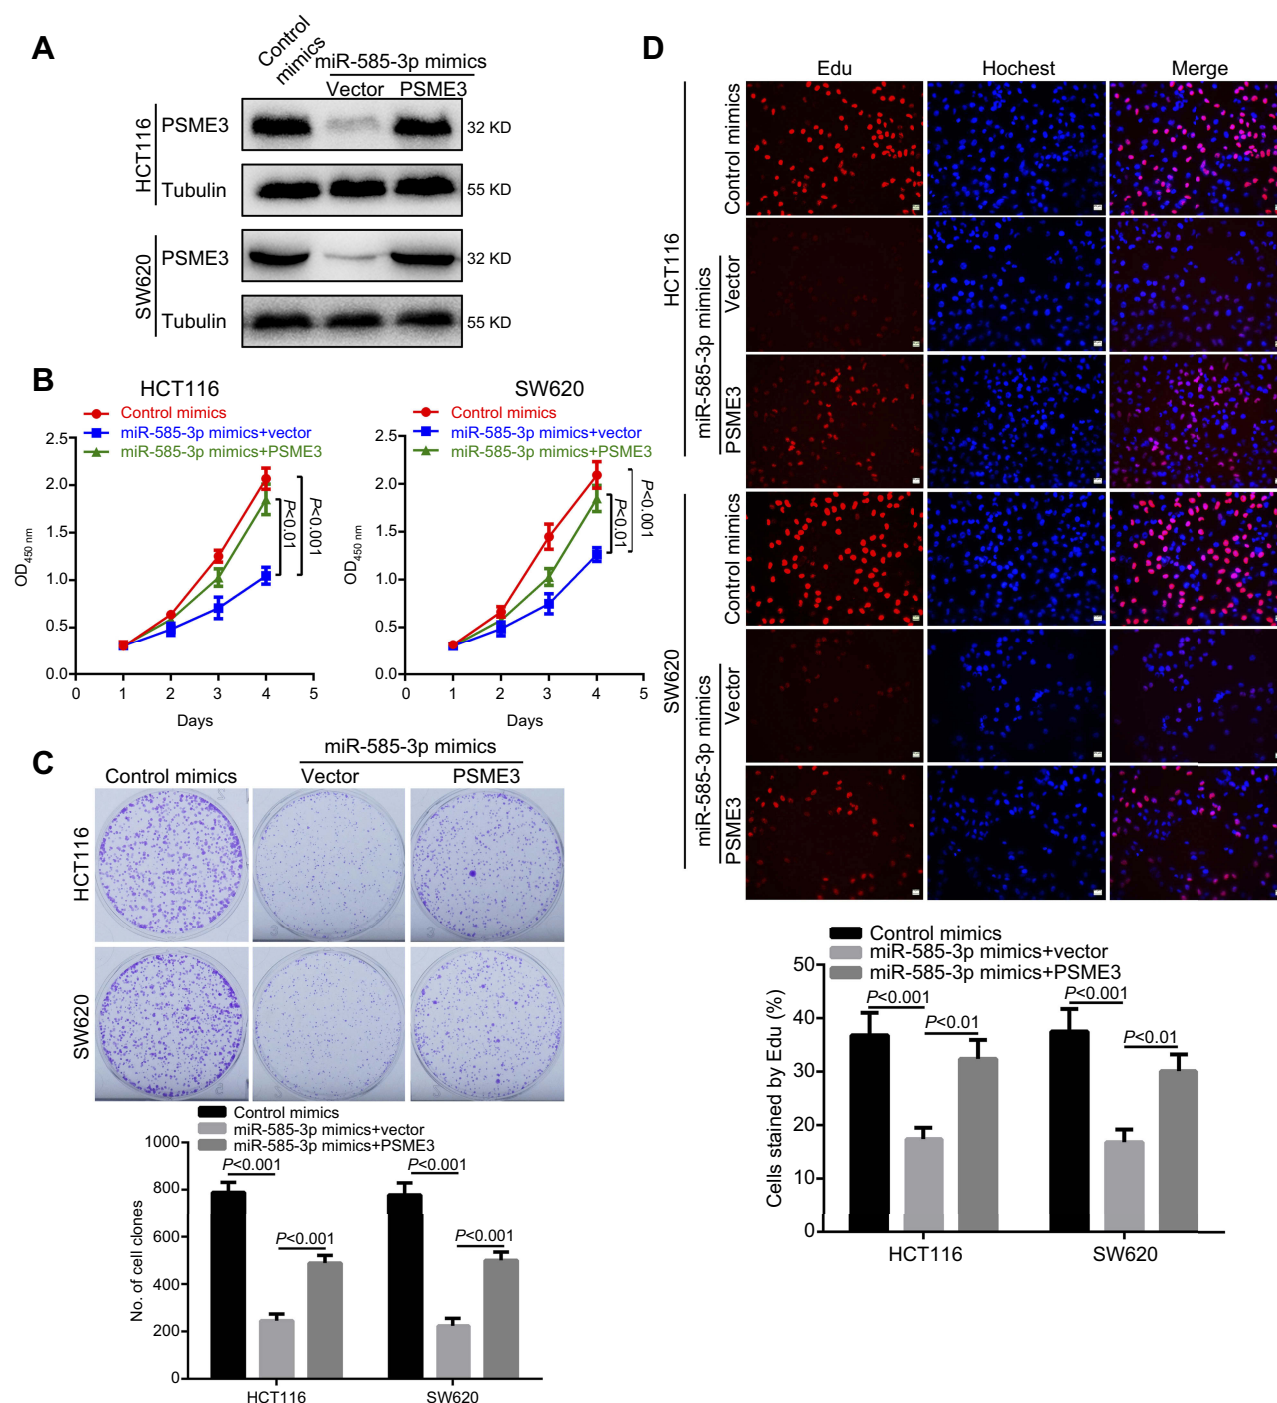 A
Control
mimics
miR-585-3p mimics
Vector PSME3
HCT116
PSME3
32 KD
Tubulin
55 KD
SW620
PSME3
32 KD
Tubulin
55 KD
B
HCT116
Control mimics
miR-585-3p mimics+vector
miR-585-3p mimics+PSME3
2.5
2.0
1.5
1.0
0.5
0.0
OD450 nm
0 1 2 3 4 5
Days
P<0.01
P<0.001
SW620
Control mimics
miR-585-3p mimics+vector
miR-585-3p mimics+PSME3
2.5
2.0
1.5
1.0
0.5
0.0
OD450 nm
0 1 2 3 4 5
Days
P<0.01
P<0.001
C
miR-585-3p mimics
Control mimics Vector PSME3
HCT116
SW620
Control mimics
miR-585-3p mimics+vector
miR-585-3p mimics+PSME3
1000
800
600
400
200
0
No. of cell clones
P<0.001
P<0.001
P<0.001
P<0.001
HCT116 SW620
D
Edu Hochest Merge
HCT116
Control mimics
miR-585-3p mimics
Vector
PSME3
SW620
Control mimics
miR-585-3p mimics
Vector
PSME3
Control mimics
miR-585-3p mimics+vector
miR-585-3p mimics+PSME3
50
40
30
20
10
0
Cells stained by Edu (%)
P<0.001
P<0.01
P<0.001
P<0.01
HCT116 SW620